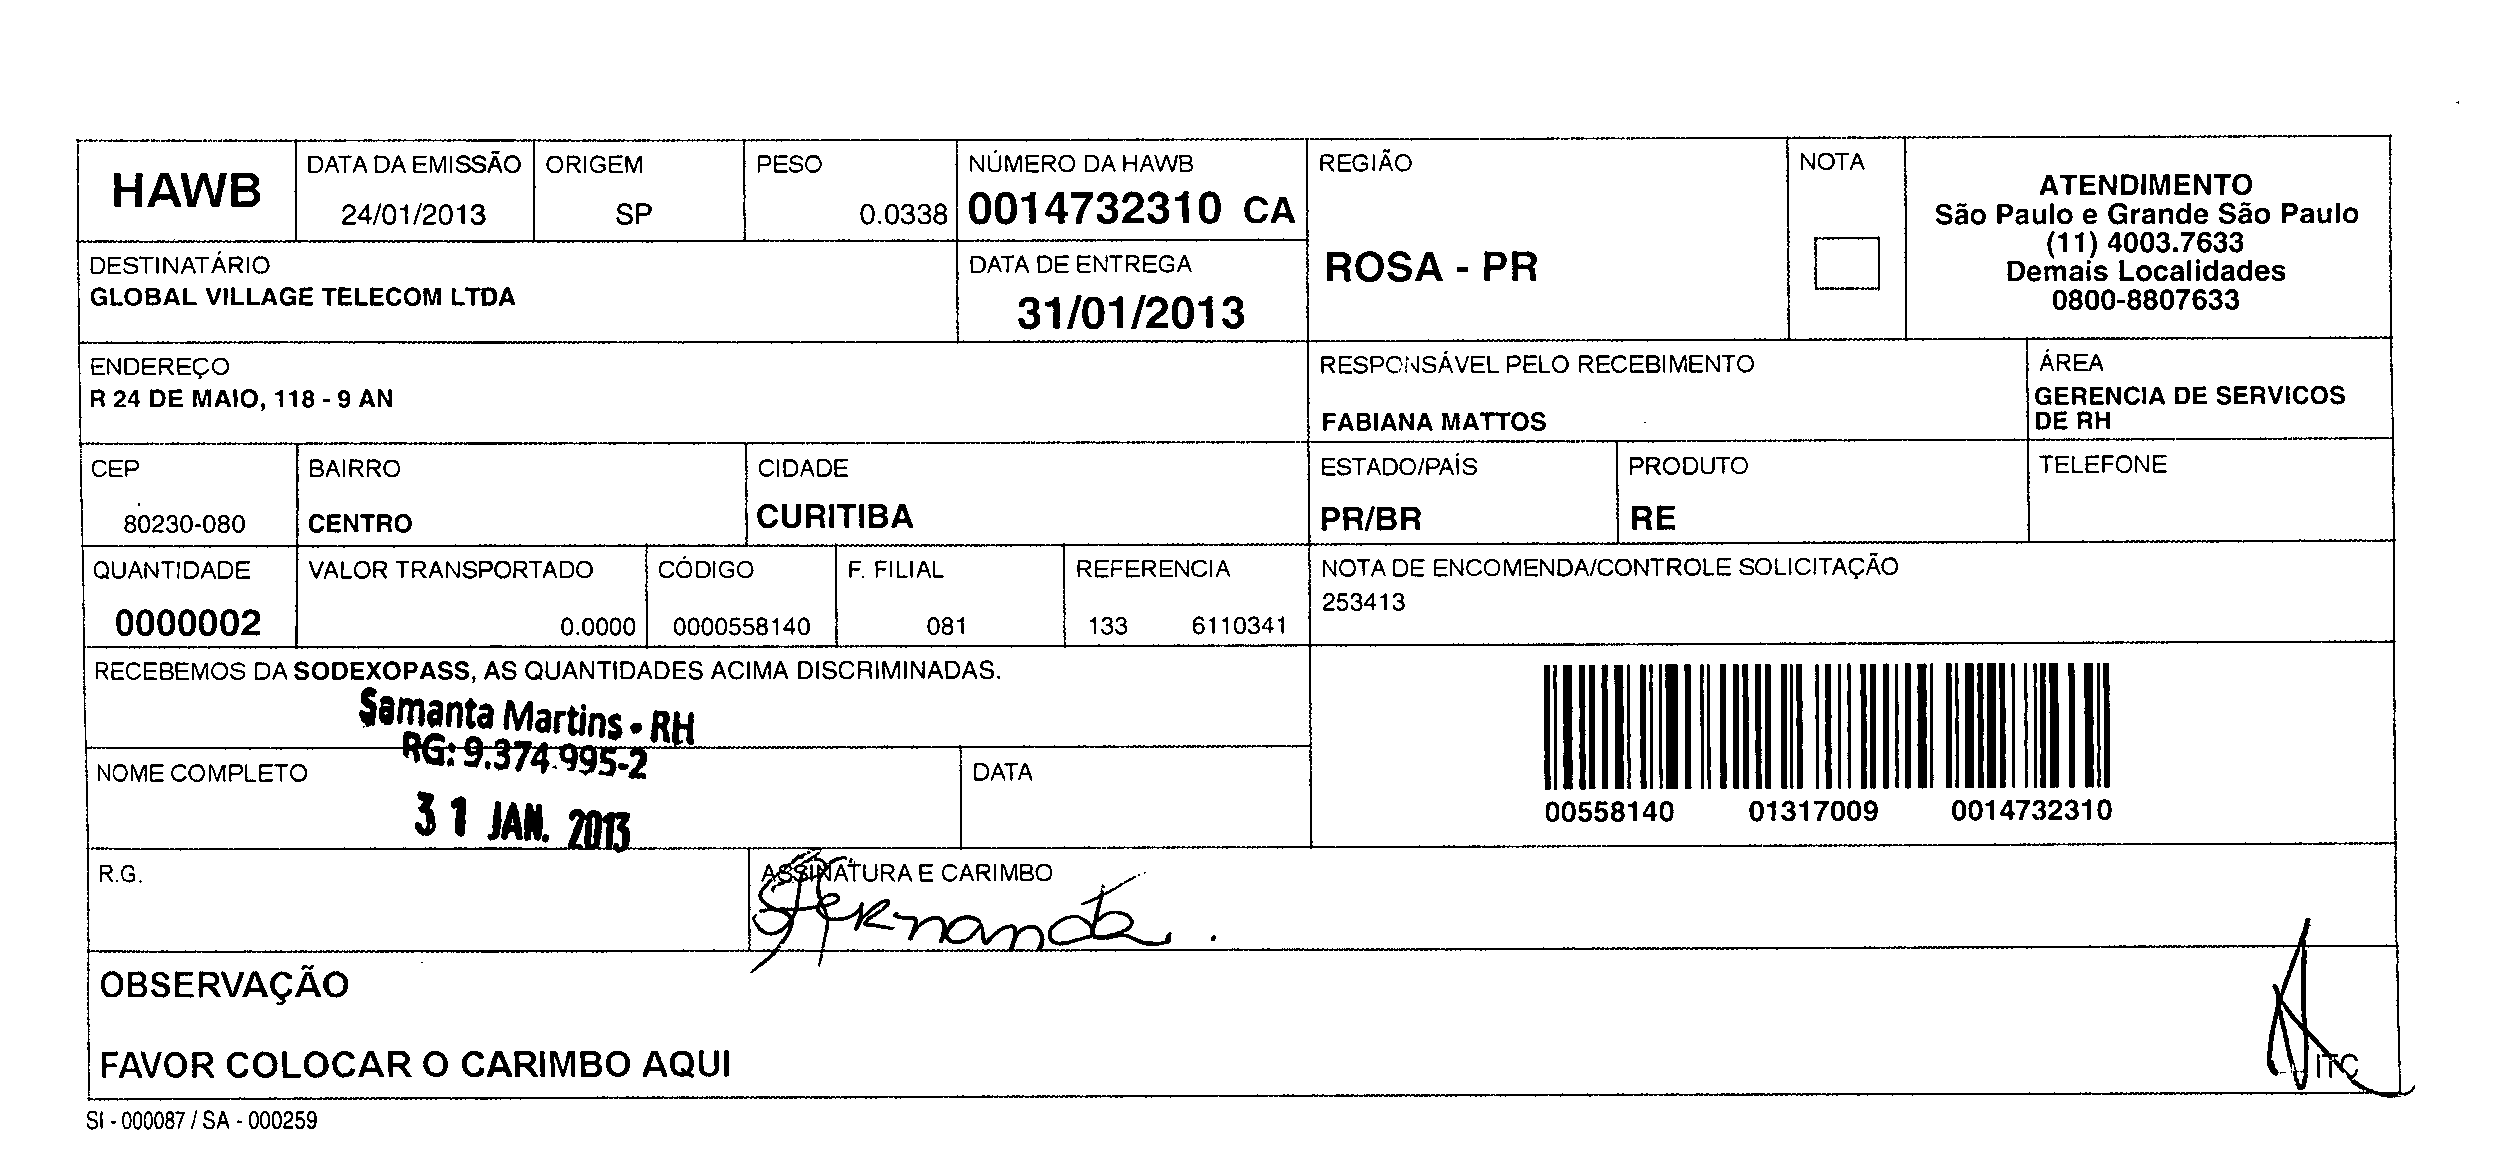 HAWB
DATA DA EMISSÃO
24/01/2013
ORIGEM
SP
PESO
0.0338
NÚMERO DA HAWB
0014732310 CA
REGIÃO
ROSA - PR
NOTA
ATENDIMENTO
São Paulo e Grande São Paulo
(11) 4003.7633
Demais Localidades
0800-8807633
DESTINATÁRIO
GLOBAL VILLAGE TELECOM LTDA
DATA DE ENTREGA
31/01/2013
ENDEREÇO
R 24 DE MAIO, 118 - 9 AN
RESPONSÁVEL PELO RECEBIMENTO
FABIANA MATTOS
ÁREA
GERENCIA DE SERVICOS
DE RH
CEP
80230-080
BAIRRO
CENTRO
CIDADE
CURITIBA
ESTADO/PAÍS
PR/BR
PRODUTO
RE
TELEFONE
QUANTIDADE
0000002
VALOR TRANSPORTADO
0.0000
CÓDIGO
0000558140
F. FILIAL
081
REFERENCIA
133 6110341
NOTA DE ENCOMENDA/CONTROLE SOLICITAÇÃO
253413
RECEBEMOS DA SODEXOPASS, AS QUANTIDADES ACIMA DISCRIMINADAS.
Samanta Martins - RH
RG: 9.374.995-2
NOME COMPLETO
31 JAN. 2013
DATA
00558140 01317009 0014732310
R.G.
ASSINATURA E CARIMBO
OBSERVAÇÃO
FAVOR COLOCAR O CARIMBO AQUI
ITC
SI - 000087 / SA - 000259